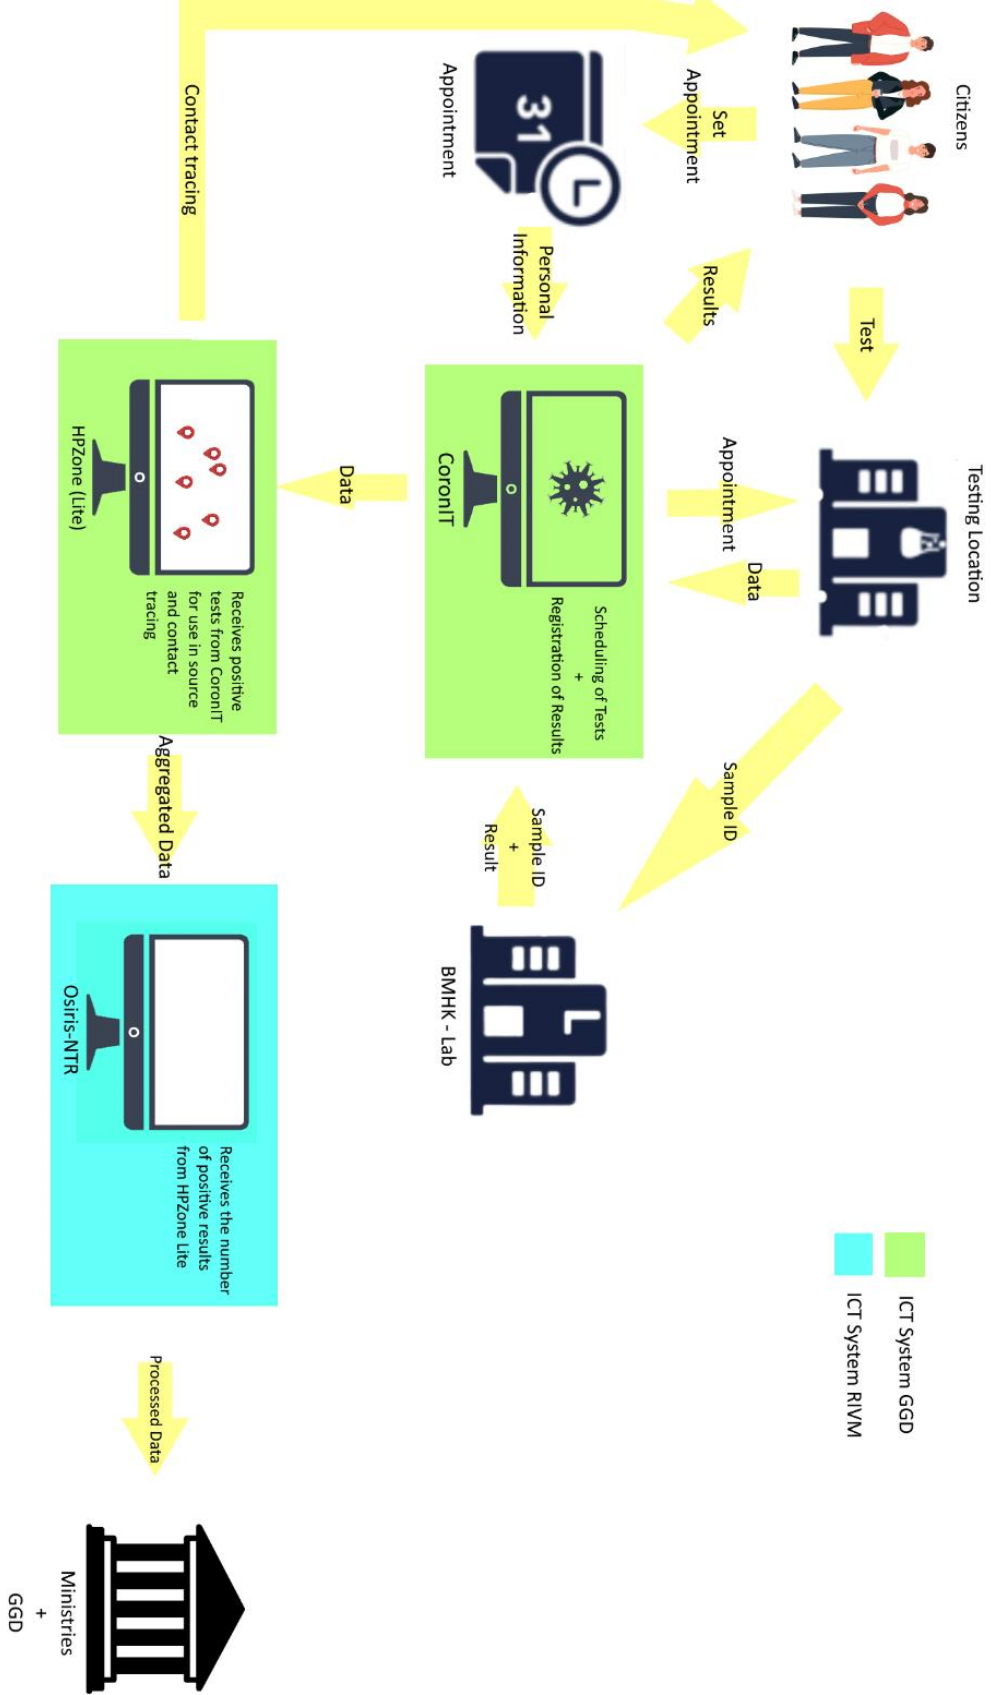 Citizens
Test
Testing Location
ICT System GGD
ICT System RIVM
Set
Appointment
Results
Appointment
Data
Sample ID
31
Appointment
Personal
Information
CoronIT
Scheduling of Tests
+
Registration of Results
Sample ID
+
Result
L
BMHK - Lab
Data
Contact tracing
HPZone (Lite)
Receives positive
tests from CoronIT
for use in source
and contact
tracing
Aggregated Data
Osiris-NTR
Receives the number
of positive results
from HPZone Lite
Processed Data
Ministries
+
GGD